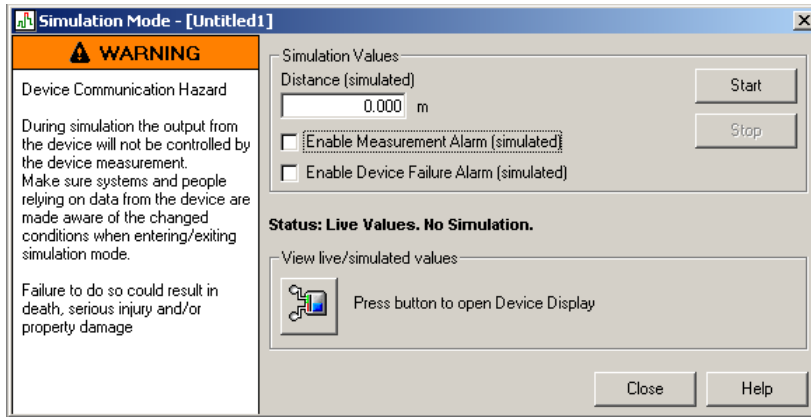 Simulation Mode - [Untitled1]
WARNING
Device Communication Hazard
During simulation the output from
the device will not be controlled by
the device measurement.
Make sure systems and people
relying on data from the device are
made aware of the changed
conditions when entering/exiting
simulation mode.
Failure to do so could result in
death, serious injury and/or
property damage
Simulation Values
Distance (simulated)
0.000 m
Enable Measurement Alarm (simulated)
Enable Device Failure Alarm (simulated)
Start
Stop
Status: Live Values. No Simulation.
View live/simulated values
Press button to open Device Display
Close
Help